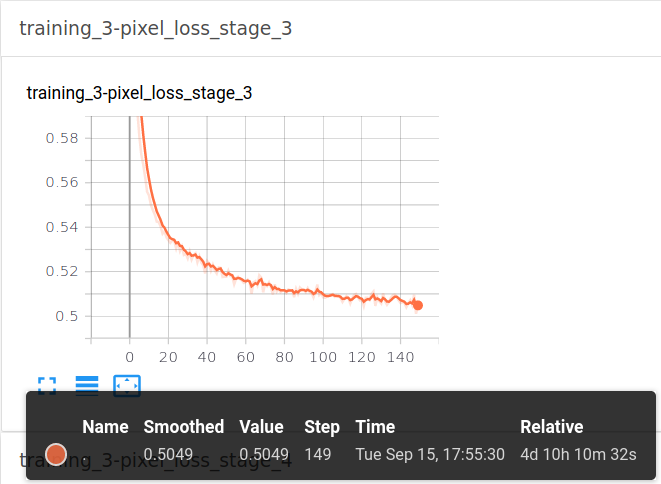 training_3-pixel_loss_stage_3
training_3-pixel_loss_stage_3
0.58
0.56
0.54
0.52
0.5
0 20 40 60 80 100 120 140
Name Smoothed Value Step Time Relative
. 0.5049 0.5049 149 Tue Sep 15, 17:55:30 4d 10h 10m 32s
training_3-pixel_loss_stage_4